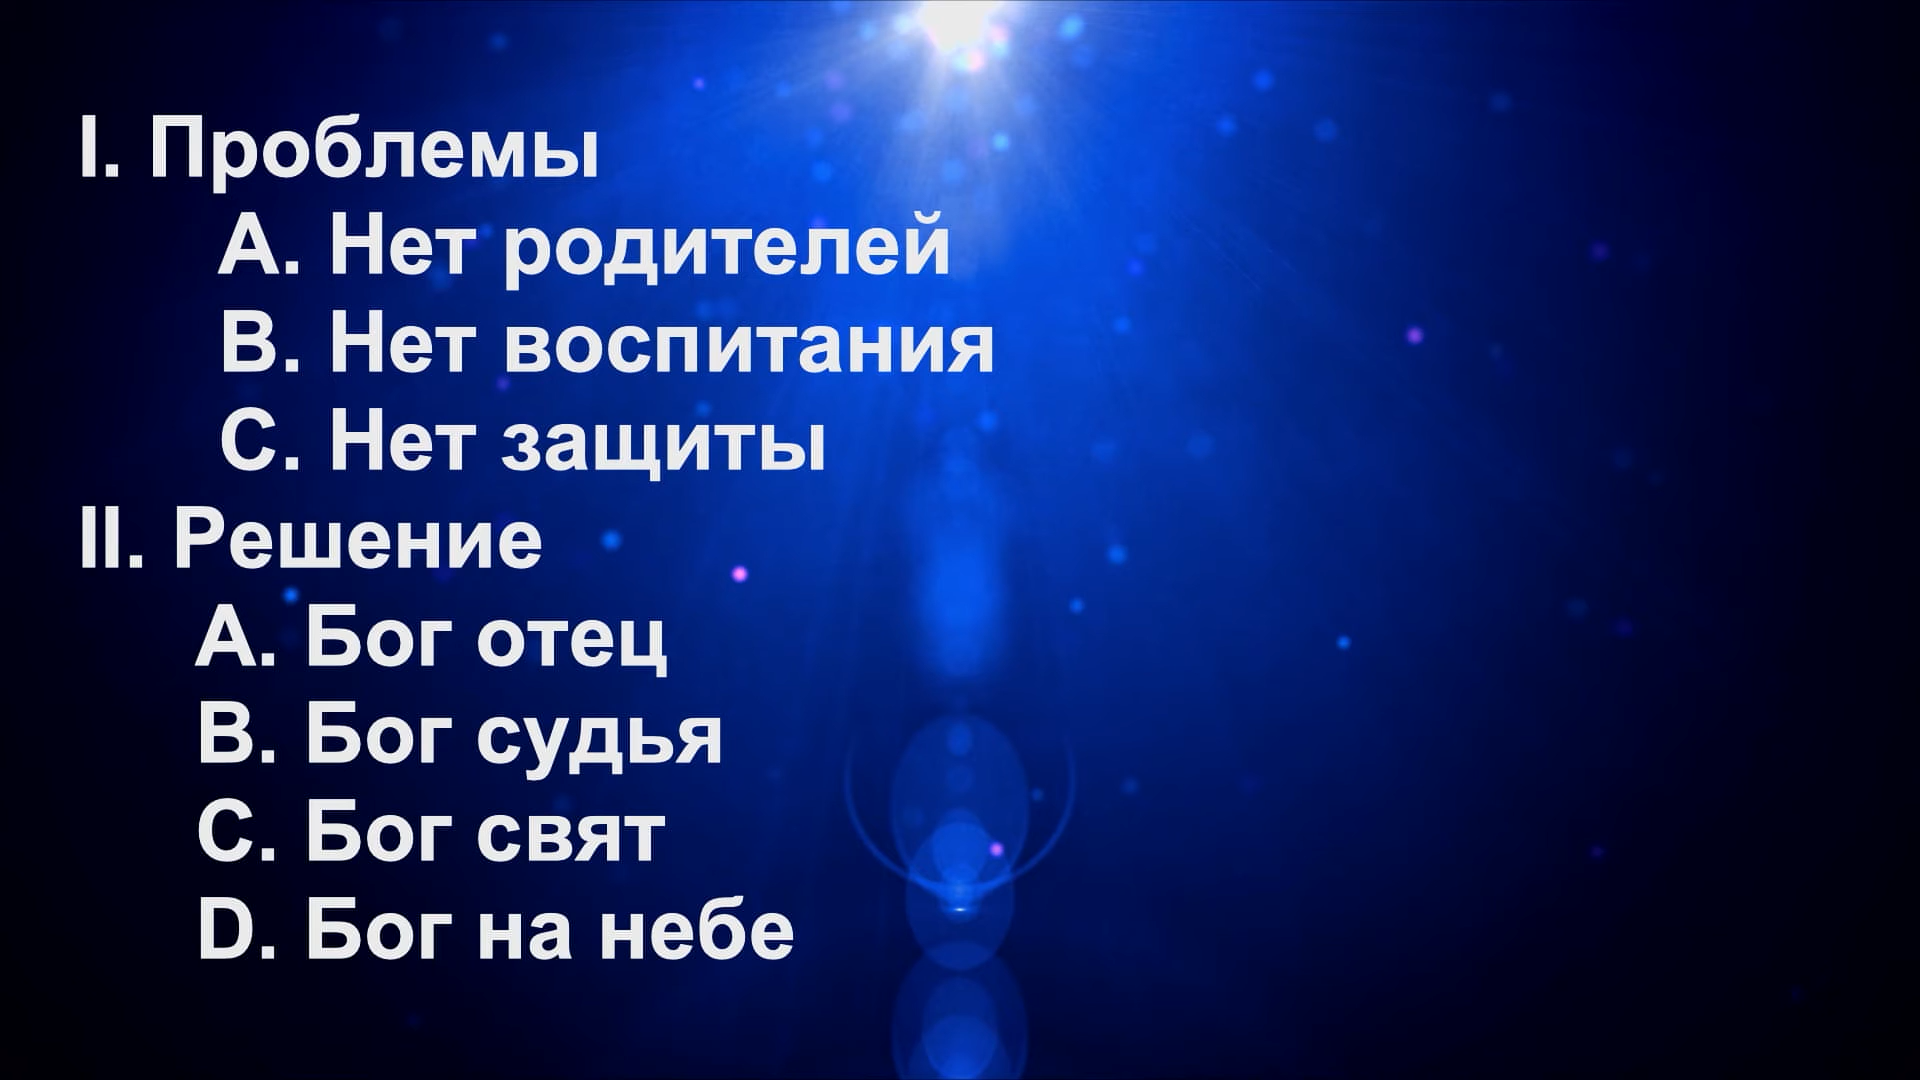 I. Проблемы
A. Нет родителей
B. Нет воспитания
C. Нет защиты
II. Решение
A. Бог отец
B. Бог судья
C. Бог свят
D. Бог на небе